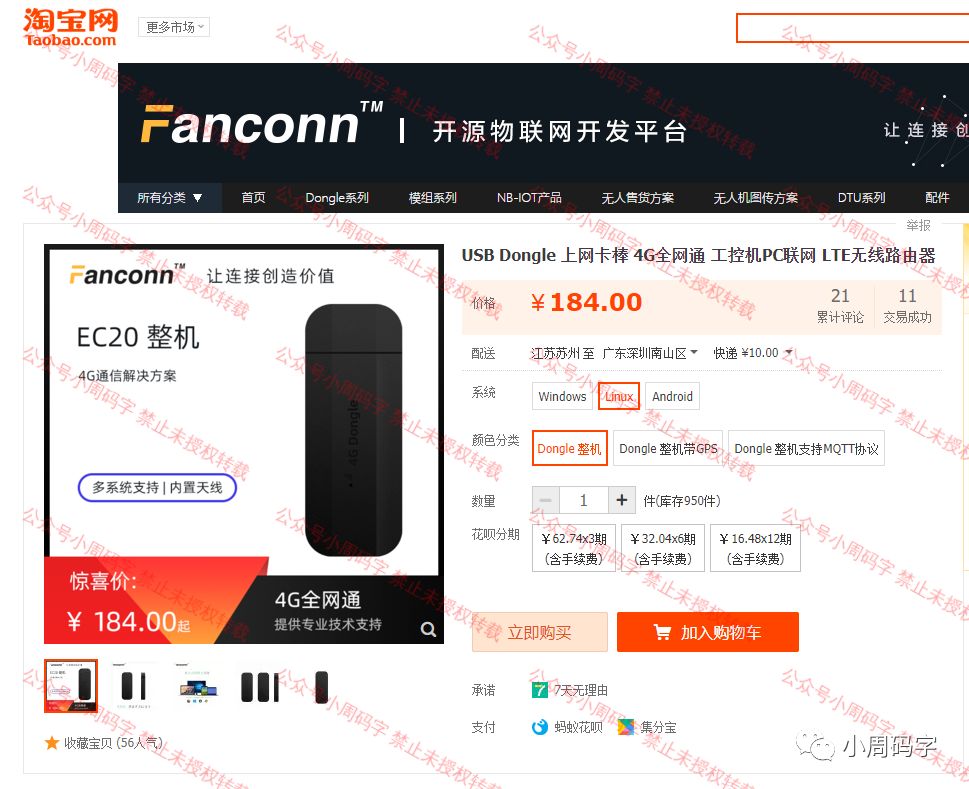 淘宝网
Taobao.com
更多市场
Fanconn™ | 开源物联网开发平台
让连接创
所有分类 首页 Dongle系列 模组系列 NB-IOT产品 无人售货方案 无人机图传方案 DTU系列 配件
举报
Fanconn™ 让连接创造价值
EC20 整机
4G通信解决方案
4G Dongle
多系统支持 | 内置天线
惊喜价:
¥ 184.00起
4G全网通
提供专业技术支持
收藏宝贝 (56人气)
USB Dongle 上网卡棒 4G全网通 工控机PC联网 LTE无线路由器
价格 ¥184.00
21 累计评论
11 交易成功
配送 江苏苏州 至 广东深圳南山区 快递 ¥10.00
系统 Windows Linux Android
颜色分类 Dongle 整机 Dongle 整机带GPS Dongle 整机支持MQTT协议
数量 − 1 + 件(库存950件)
花呗分期 ¥62.74x3期 ¥32.04x6期 ¥16.48x12期
(含手续费) (含手续费) (含手续费)
立即购买 加入购物车
承诺 7 7天无理由
支付 蚂蚁花呗 集分宝
小周码字
公众号小周码字 禁止未授权转载